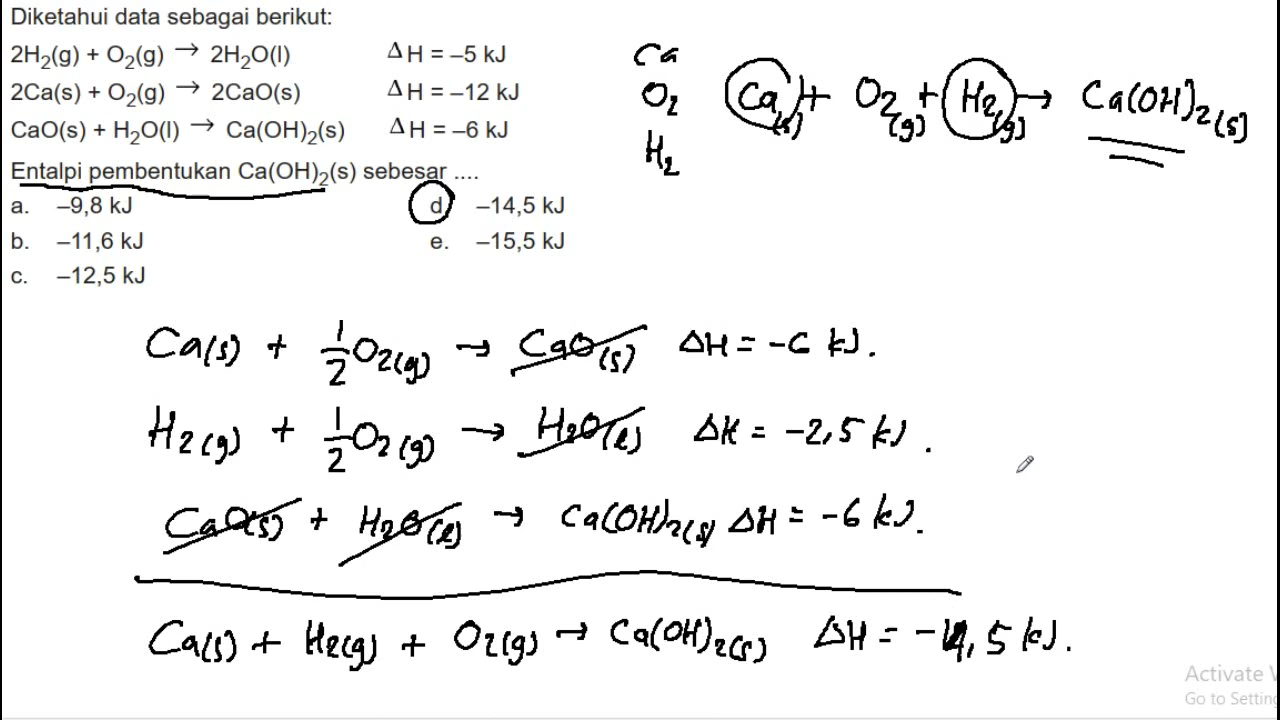 Diketahui data sebagai berikut:
2H₂(g) + O₂(g) → 2H₂O(l) ΔH = –5 kJ
2Ca(s) + O₂(g) → 2CaO(s) ΔH = –12 kJ
CaO(s) + H₂O(l) → Ca(OH)₂(s) ΔH = –6 kJ
Entalpi pembentukan Ca(OH)₂(s) sebesar ....
a. –9,8 kJ d –14,5 kJ
b. –11,6 kJ e. –15,5 kJ
c. –12,5 kJ
Ca
O₂
H₂
Ca(s) + O₂(g) + H₂(g) → Ca(OH)₂(s)
Ca(s) + 1/2 O₂(g) → CaO(s) ΔH = -6 kJ.
H₂(g) + 1/2 O₂(g) → H₂O(l) ΔH = -2,5 kJ.
CaO(s) + H₂O(l) → Ca(OH)₂(s) ΔH = -6 kJ.
Ca(s) + H₂(g) + O₂(g) → Ca(OH)₂(s) ΔH = -14,5 kJ.
Activate
Go to Setting